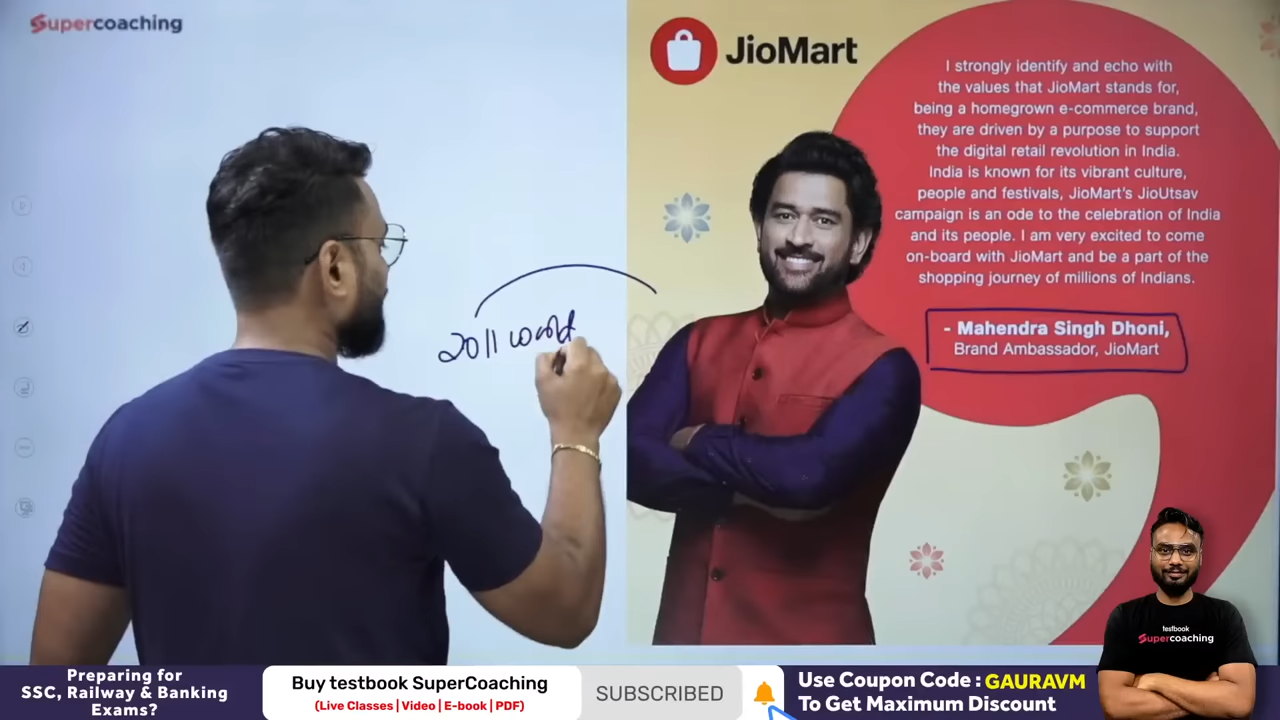 Supercoaching
JioMart
I strongly identify and echo with
the values that JioMart stands for,
being a homegrown e-commerce brand,
they are driven by a purpose to support
the digital retail revolution in India.
India is known for its vibrant culture,
people and festivals, JioMart's JioUtsav
campaign is an ode to the celebration of India
and its people. I am very excited to come
on-board with JioMart and be a part of the
shopping journey of millions of Indians.
- Mahendra Singh Dhoni,
Brand Ambassador, JioMart
2011
testbook
Supercoaching
Preparing for
SSC, Railway & Banking
Exams?
Buy testbook SuperCoaching
(Live Classes | Video | E-book | PDF)
SUBSCRIBED
Use Coupon Code : GAURAVM
To Get Maximum Discount